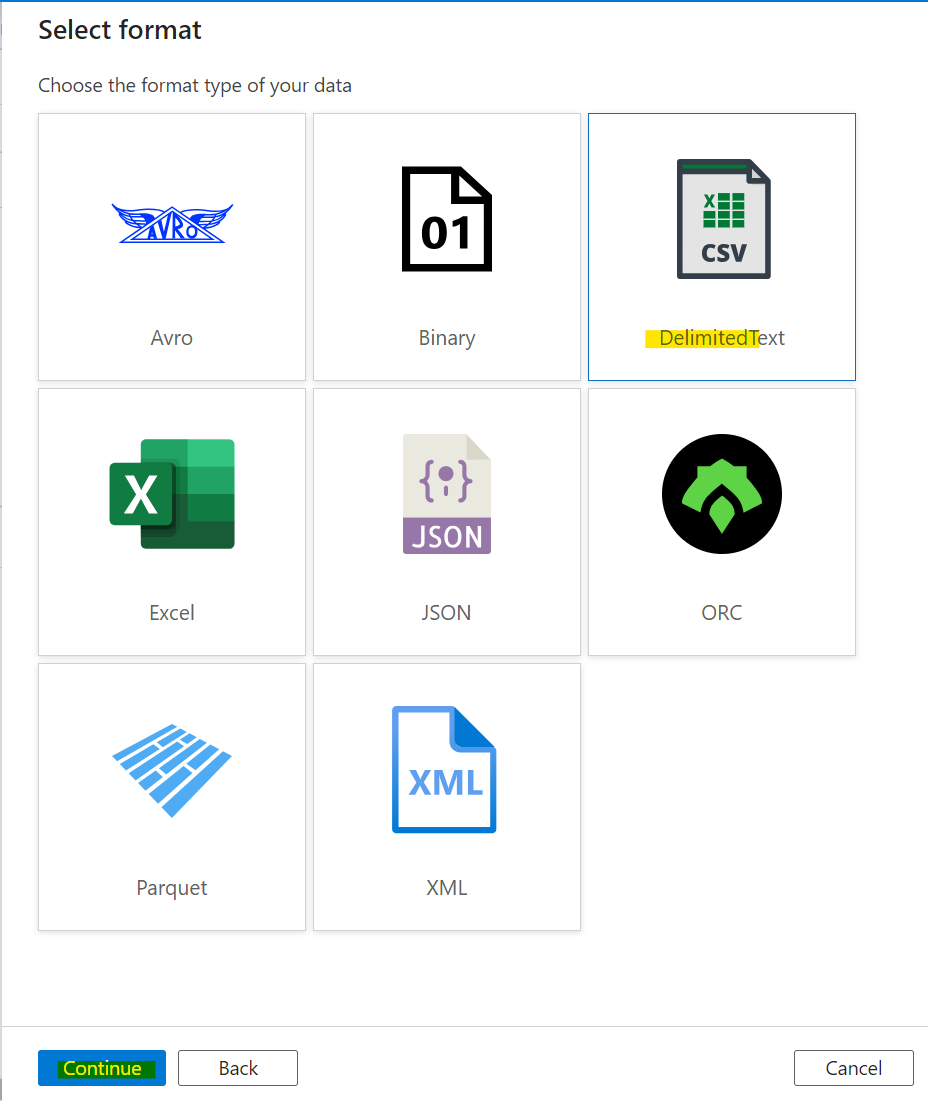 Select format
Choose the format type of your data
AVRO
01
X
CSV
Avro
Binary
DelimitedText
X
{;}
JSON
Excel
JSON
ORC
XML
Parquet
XML
Continue
Back
Cancel